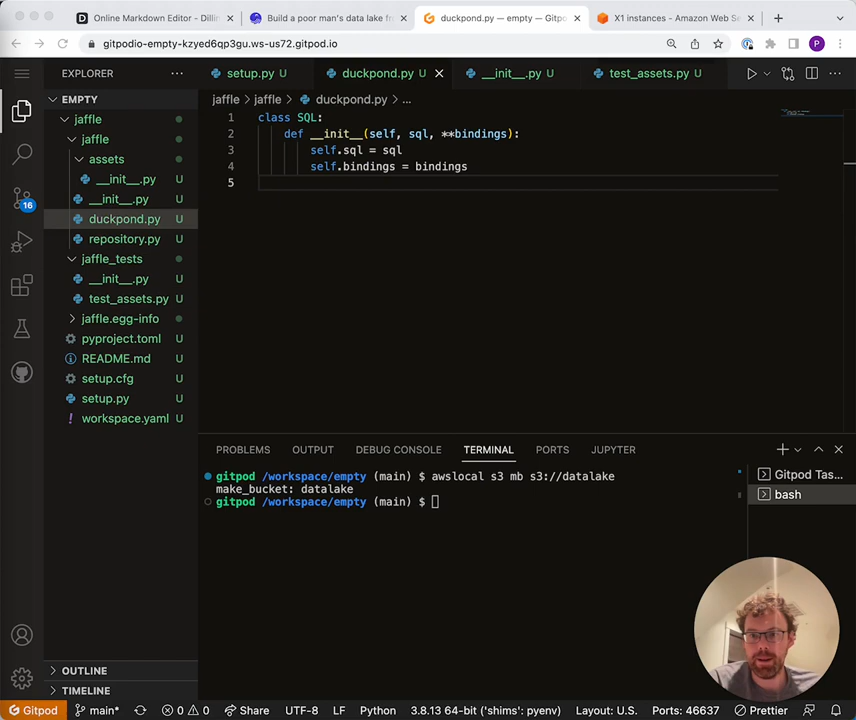 Online Markdown Editor - Dillin
Build a poor man's data lake fr
duckpond.py — empty — Gitpo
X1 instances - Amazon Web Se
gitpodio-empty-kzyed6qp3gu.ws-us72.gitpod.io
P
EXPLORER
setup.py U
duckpond.py U
__init__.py U
test_assets.py U
EMPTY
jaffle > jaffle > duckpond.py > ...
jaffle
jaffle
assets
__init__.py U
__init__.py U
duckpond.py U
repository.py U
jaffle_tests
__init__.py U
test_assets.py U
jaffle.egg-info
pyproject.toml U
README.md U
setup.cfg U
setup.py U
workspace.yaml U
16
1 class SQL:
2 def __init__(self, sql, **bindings):
3 self.sql = sql
4 self.bindings = bindings
5
PROBLEMS OUTPUT DEBUG CONSOLE TERMINAL PORTS JUPYTER
gitpod /workspace/empty (main) $ awslocal s3 mb s3://datalake
make_bucket: datalake
gitpod /workspace/empty (main) $
Gitpod Tas...
bash
OUTLINE
TIMELINE
Gitpod main* 0 0 Share UTF-8 LF Python 3.8.13 64-bit ('shims': pyenv) Layout: U.S. Ports: 46637 Prettier